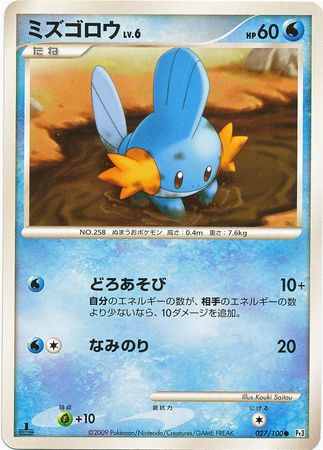 ミズゴロウ LV.6 HP60
たね
NO.258 ぬまうおポケモン 高さ：0.4m 重さ：7.6kg
どろあそび 10+
自分のエネルギーの数が、相手のエネルギーの数
より少ないなら、10ダメージを追加。
なみのり 20
Illus.Kouki Saitou
弱点 抵抗力 にげる
+10
1 EDITION
027/100 ●
©2009 Pokémon/Nintendo/Creatures/GAME FREAK.
Pt3